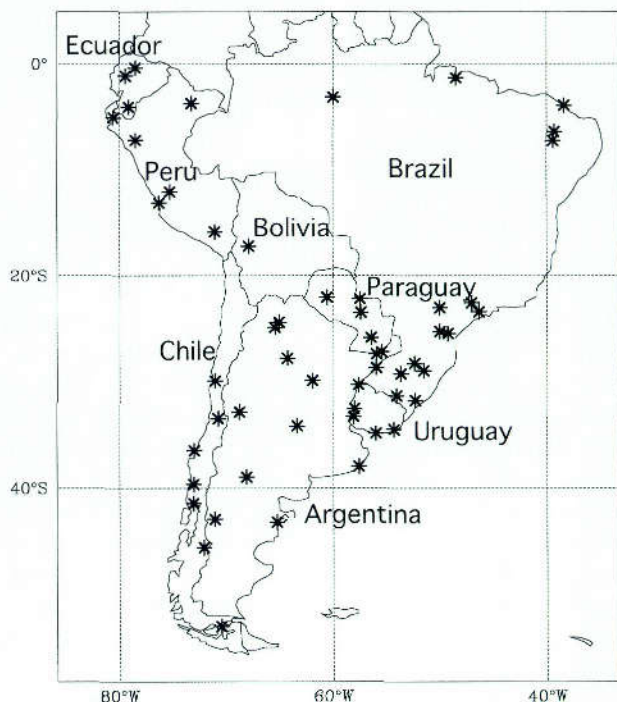 Ecuador
0°
Peru
Brazil
Bolivia
20°S
Paraguay
Chile
Uruguay
40°S
Argentina
80°W
60°W
40°W